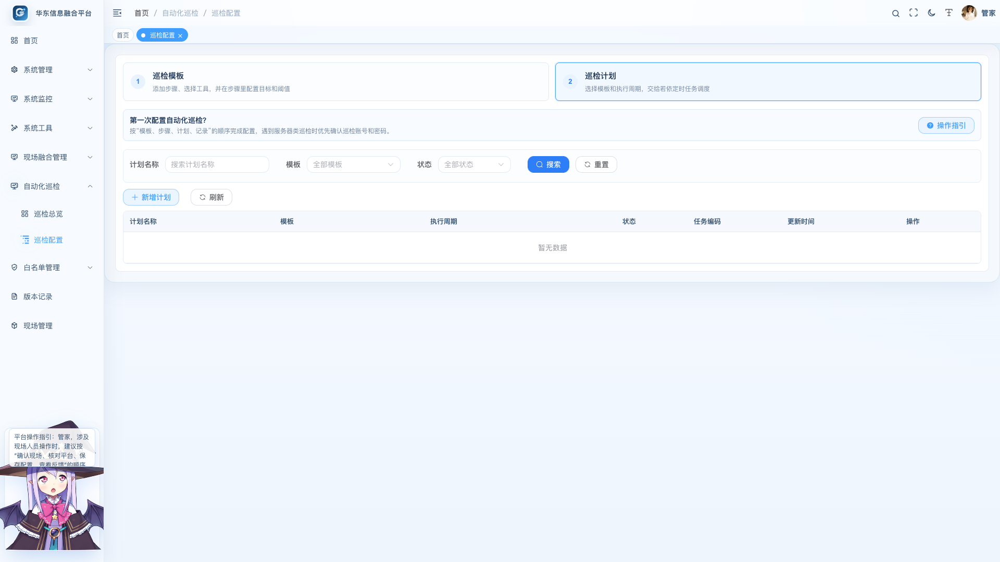 华东信息融合平台
首页 / 自动化巡检 / 巡检配置
管家
首页
巡检配置
首页
系统管理
系统监控
系统工具
现场融合管理
自动化巡检
巡检总览
巡检配置
白名单管理
版本记录
现场管理
1
巡检模板
添加步骤、选择工具，并在步骤里配置目标和阈值
2
巡检计划
选择模板和执行周期，交给若依定时任务调度
第一次配置自动化巡检？
按“模板、步骤、计划、记录”的顺序完成配置，遇到服务器类巡检时优先确认巡检账号和密码。
操作指引
计划名称 搜索计划名称 模板 全部模板 状态 全部状态 搜索 重置
新增计划 刷新
计划名称 模板 执行周期 状态 任务编码 更新时间 操作
暂无数据
平台操作指引：管家，涉及
现场人员操作时，建议按
“确认现场、核对平台、保
存配置、查看反馈”的顺序